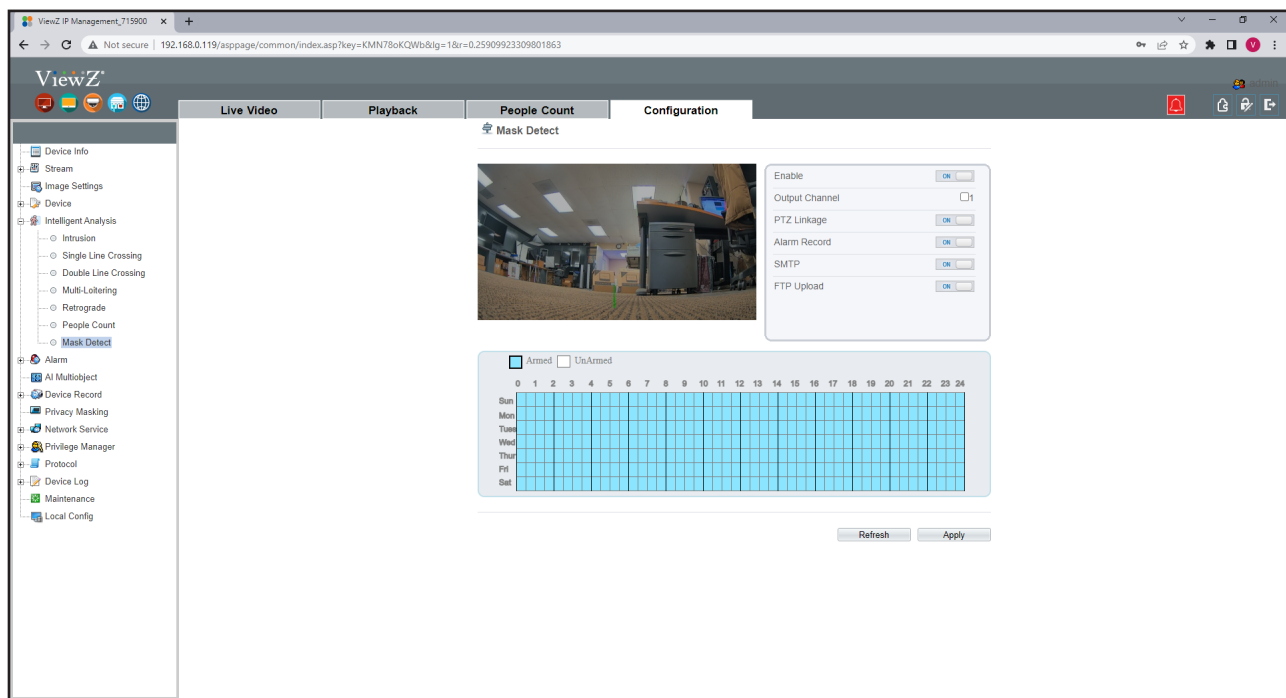 ViewZ IP Management_715900
Not secure 192.168.0.119/asppage/common/index.asp?key=KMN78oKQWb&lg=1&r=0.25909923309801863
V
ViewZ
admin
Live Video Playback People Count Configuration
Mask Detect
Device Info
Stream
Image Settings
Device
Intelligent Analysis
Intrusion
Single Line Crossing
Double Line Crossing
Multi-Loitering
Retrograde
People Count
Mask Detect
Alarm
AI Multiobject
Device Record
Privacy Masking
Network Service
Privilege Manager
Protocol
Device Log
Maintenance
Local Config
Enable ON
Output Channel 1
PTZ Linkage ON
Alarm Record ON
SMTP ON
FTP Upload ON
Armed UnArmed
0 1 2 3 4 5 6 7 8 9 10 11 12 13 14 15 16 17 18 19 20 21 22 23 24
Sun
Mon
Tues
Wed
Thur
Fri
Sat
Refresh Apply